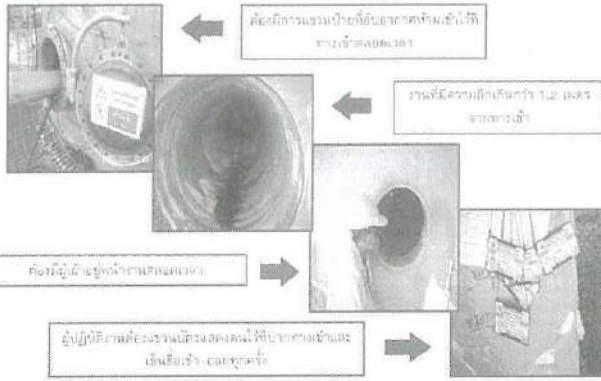 ต้องมีการแขวนป้ายที่อับอากาศห้ามเข้าไว้ที่
ทางเข้าตลอดเวลา
งานที่มีความลึกเกินกว่า 1.2 เมตร
จากทางเข้า
ต้องมีผู้เฝ้าอยู่หน้างานตลอดเวลา
ผู้ปฏิบัติงานต้องแขวนบัตรแสดงตนไว้ที่ปากทางเข้าและ
เซ็นชื่อเข้า-ออกทุกครั้ง